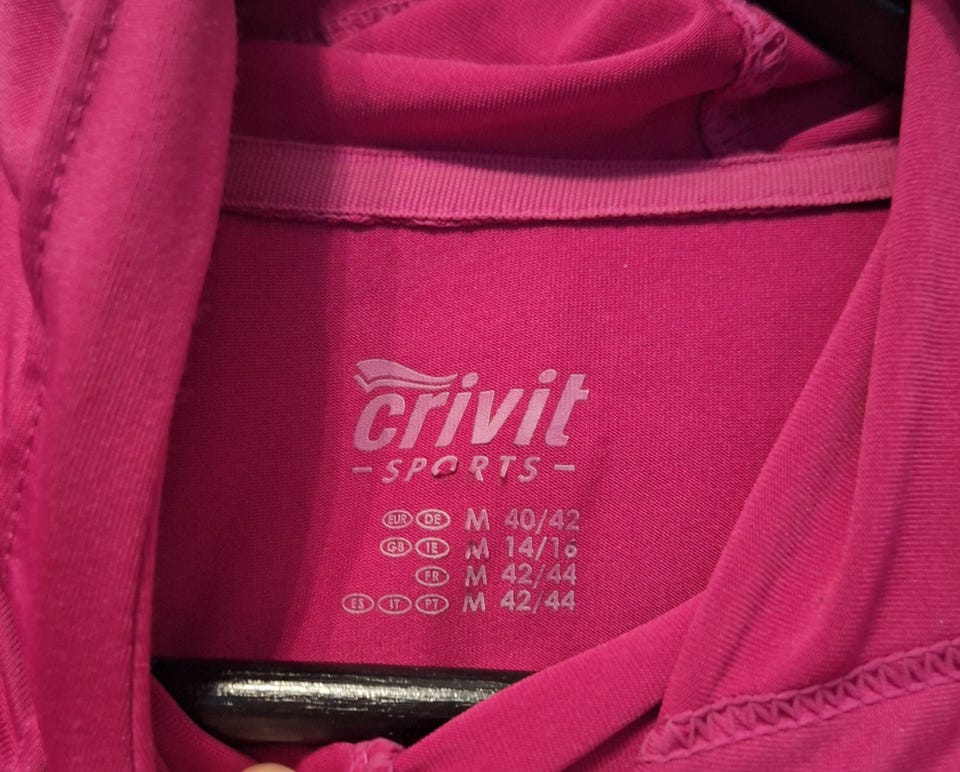 crivit
- SPORTS -
EUR DE M 40/42
GB IE M 14/16
FR M 42/44
ES IT PT M 42/44